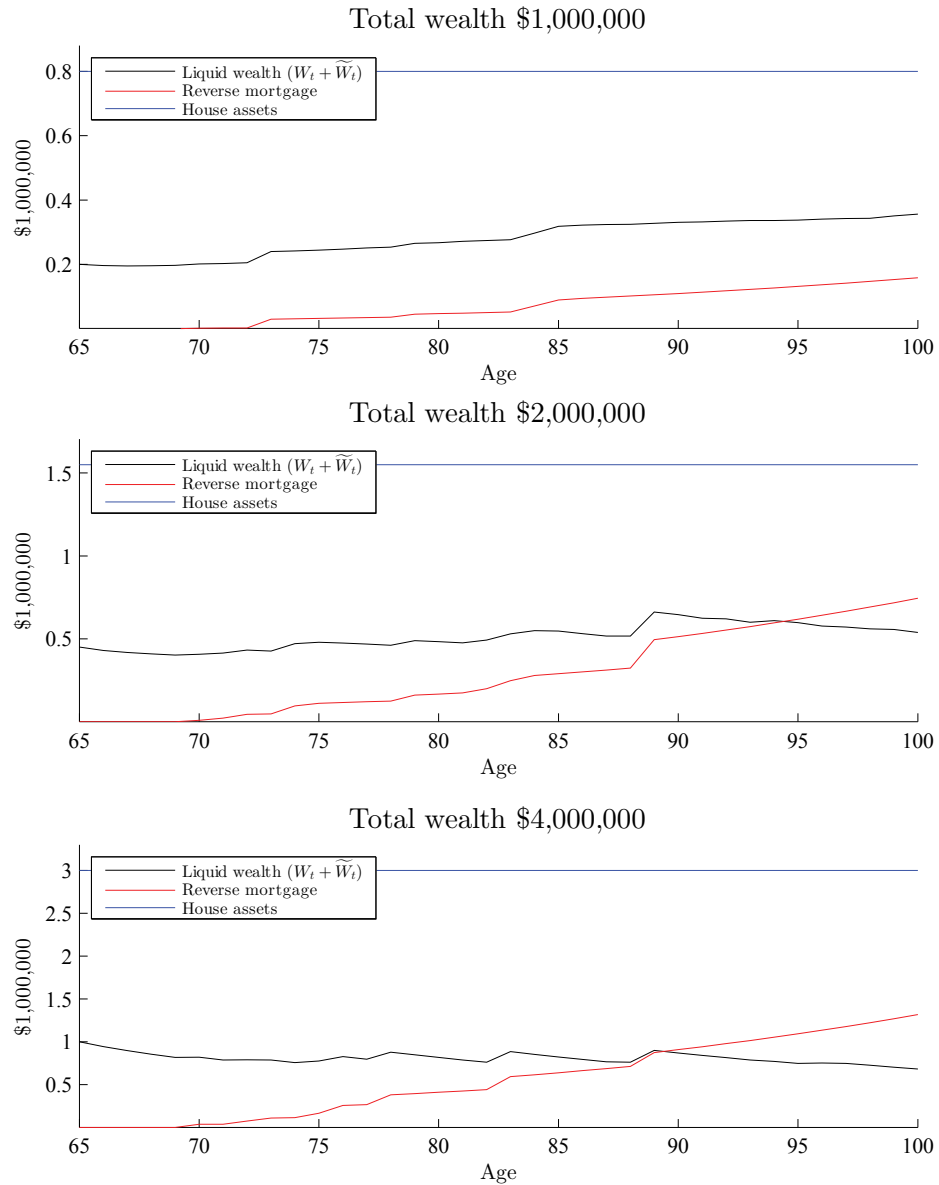 Total wealth $1,000,000
Liquid wealth (W_t + \widetilde{W}_t)
Reverse mortgage
House assets
$1,000,000
0.8
0.6
0.4
0.2
65 70 75 80 85 90 95 100
Age
Total wealth $2,000,000
Liquid wealth (W_t + \widetilde{W}_t)
Reverse mortgage
House assets
$1,000,000
1.5
1
0.5
65 70 75 80 85 90 95 100
Age
Total wealth $4,000,000
Liquid wealth (W_t + \widetilde{W}_t)
Reverse mortgage
House assets
$1,000,000
3
2.5
2
1
0.5
65 70 75 80 85 90 95 100
Age